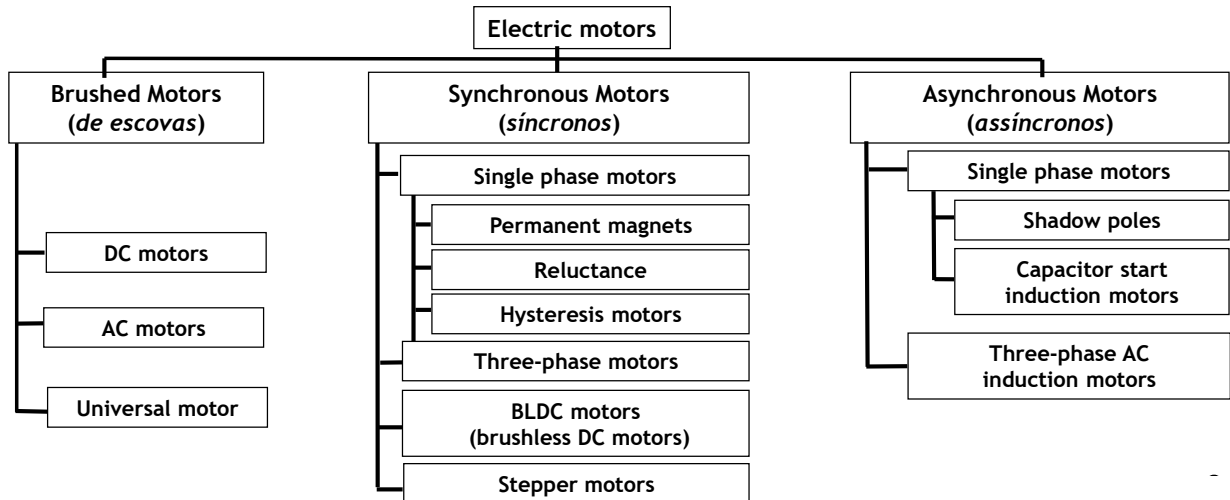 Electric motors
Brushed Motors
(de escovas)
DC motors
AC motors
Universal motor
Synchronous Motors
(síncronos)
Single phase motors
Permanent magnets
Reluctance
Hysteresis motors
Three-phase motors
BLDC motors
(brushless DC motors)
Stepper motors
Asynchronous Motors
(assíncronos)
Single phase motors
Shadow poles
Capacitor start
induction motors
Three-phase AC
induction motors